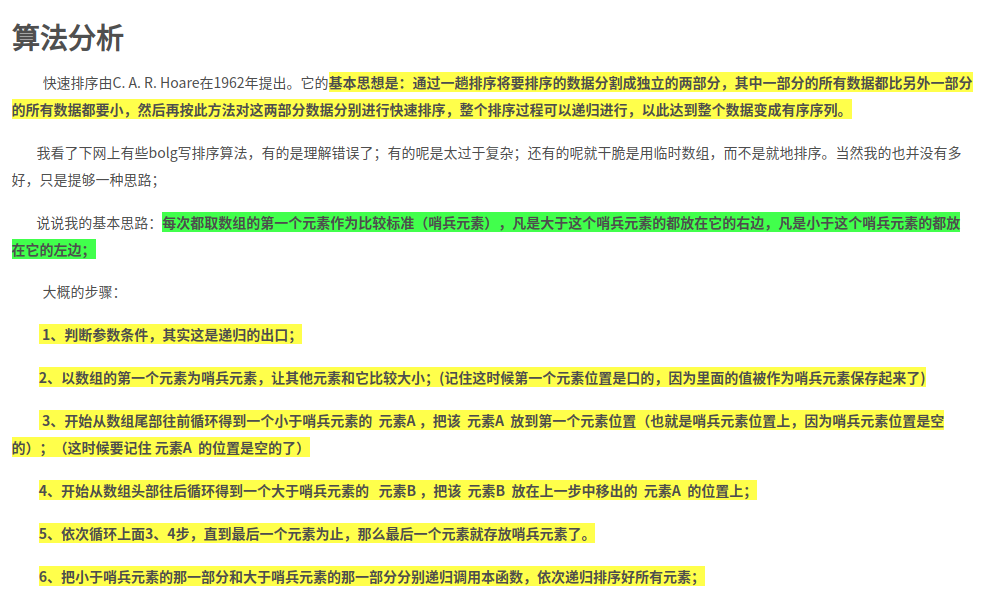 算法分析
快速排序由C. A. R. Hoare在1962年提出。它的基本思想是：通过一趟排序将要排序的数据分割成独立的两部分，其中一部分的所有数据都比另外一部分
的所有数据都要小，然后再按此方法对这两部分数据分别进行快速排序，整个排序过程可以递归进行，以此达到整个数据变成有序序列。
我看了下网上有些bolg写排序算法，有的是理解错误了；有的呢是太过于复杂；还有的呢就干脆是用临时数组，而不是就地排序。当然我的也并没有多
好，只是提够一种思路；
说说我的基本思路：每次都取数组的第一个元素作为比较标准（哨兵元素），凡是大于这个哨兵元素的都放在它的右边，凡是小于这个哨兵元素的都放
在它的左边；
大概的步骤：
1、判断参数条件，其实这是递归的出口；
2、以数组的第一个元素为哨兵元素，让其他元素和它比较大小；(记住这时候第一个元素位置是口的，因为里面的值被作为哨兵元素保存起来了)
3、开始从数组尾部往前循环得到一个小于哨兵元素的 元素A ，把该 元素A 放到第一个元素位置（也就是哨兵元素位置上，因为哨兵元素位置是空
的）；（这时候要记住 元素A 的位置是空的了）
4、开始从数组头部往后循环得到一个大于哨兵元素的 元素B ，把该 元素B 放在上一步中移出的 元素A 的位置上；
5、依次循环上面3、4步，直到最后一个元素为止，那么最后一个元素就存放哨兵元素了。
6、把小于哨兵元素的那一部分和大于哨兵元素的那一部分分别递归调用本函数，依次递归排序好所有元素；